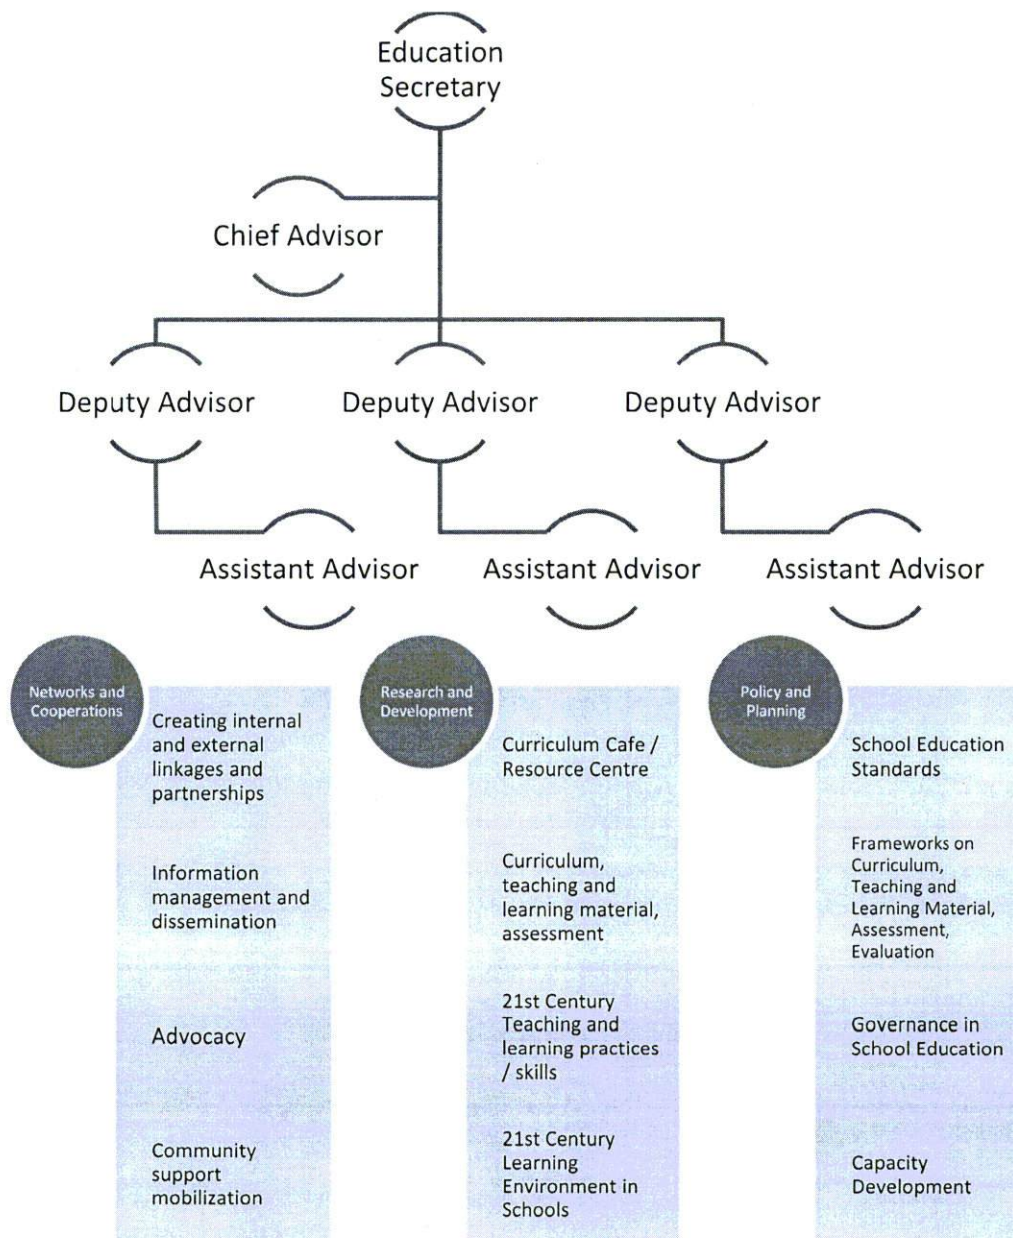 Education
Secretary
Chief Advisor
Deputy Advisor
Deputy Advisor
Deputy Advisor
Assistant Advisor
Assistant Advisor
Assistant Advisor
Networks and
Cooperations
Creating internal
and external
linkages and
partnerships
Information
management and
dissemination
Advocacy
Community
support
mobilization
Research and
Development
Curriculum Cafe /
Resource Centre
Curriculum,
teaching and
learning material,
assessment
21st Century
Teaching and
learning practices
/ skills
21st Century
Learning
Environment in
Schools
Policy and
Planning
School Education
Standards
Frameworks on
Curriculum,
Teaching and
Learning Material,
Assessment,
Evaluation
Governance in
School Education
Capacity
Development